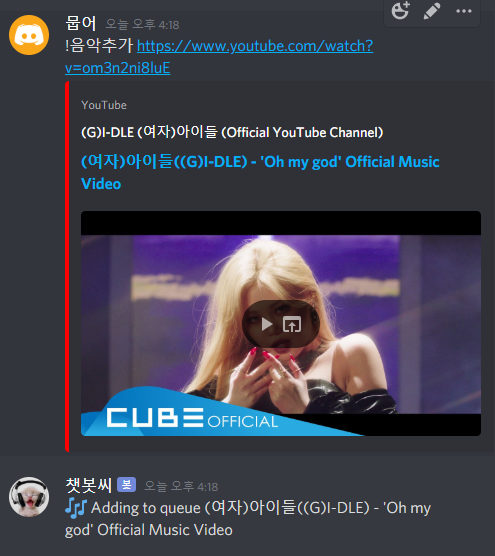 뮵어 오늘 오후 4:18
!음악추가 https://www.youtube.com/watch?
v=om3n2ni8luE
YouTube
(G)I-DLE (여자)아이들 (Official YouTube Channel)
(여자)아이들((G)I-DLE) - 'Oh my god' Official Music
Video
CUBE OFFICIAL
챗봇씨 봇 오늘 오후 4:18
🎶 Adding to queue (여자)아이들((G)I-DLE) - 'Oh my
god' Official Music Video